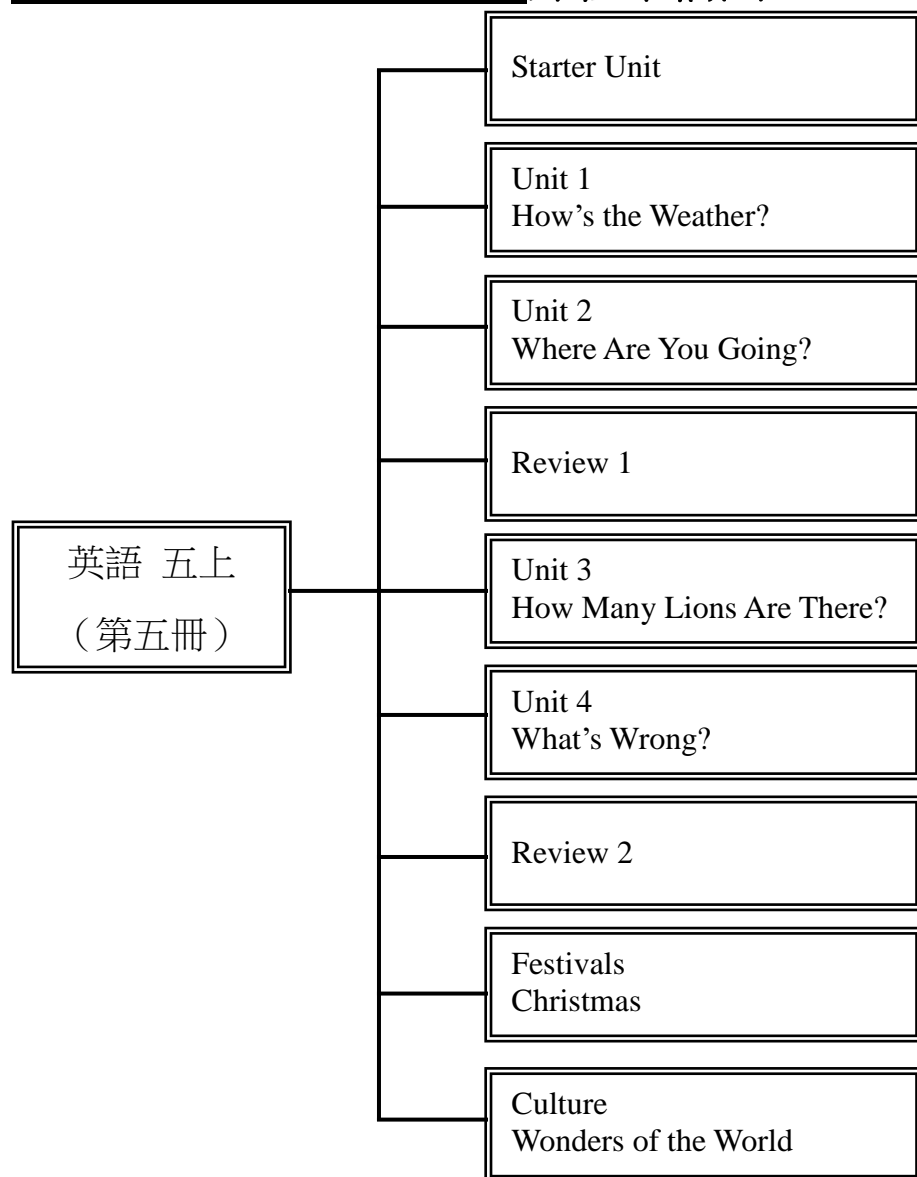 Starter Unit
Unit 1
How's the Weather?
Unit 2
Where Are You Going?
Review 1
英語 五上
（第五冊）
Unit 3
How Many Lions Are There?
Unit 4
What's Wrong?
Review 2
Festivals
Christmas
Culture
Wonders of the World